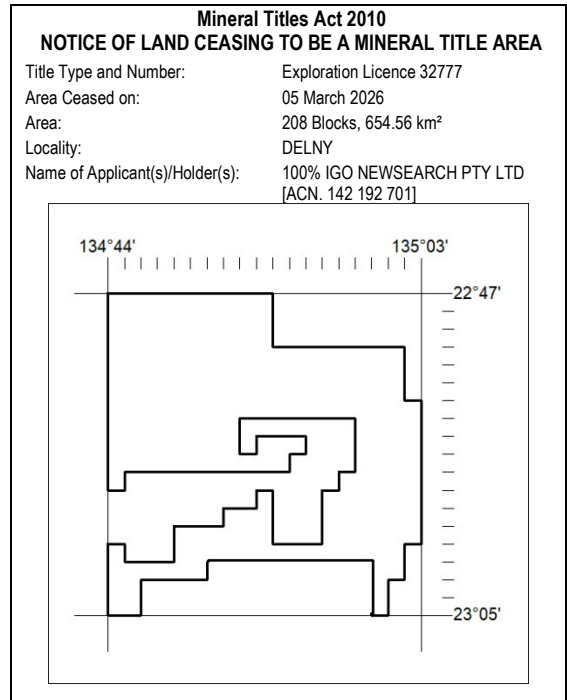 Mineral Titles Act 2010
NOTICE OF LAND CEASING TO BE A MINERAL TITLE AREA
Title Type and Number: Exploration Licence 32777
Area Ceased on: 05 March 2026
Area: 208 Blocks, 654.56 km²
Locality: DELNY
Name of Applicant(s)/Holder(s): 100% IGO NEWSEARCH PTY LTD
[ACN. 142 192 701]
134°44' 135°03'
22°47'
23°05'